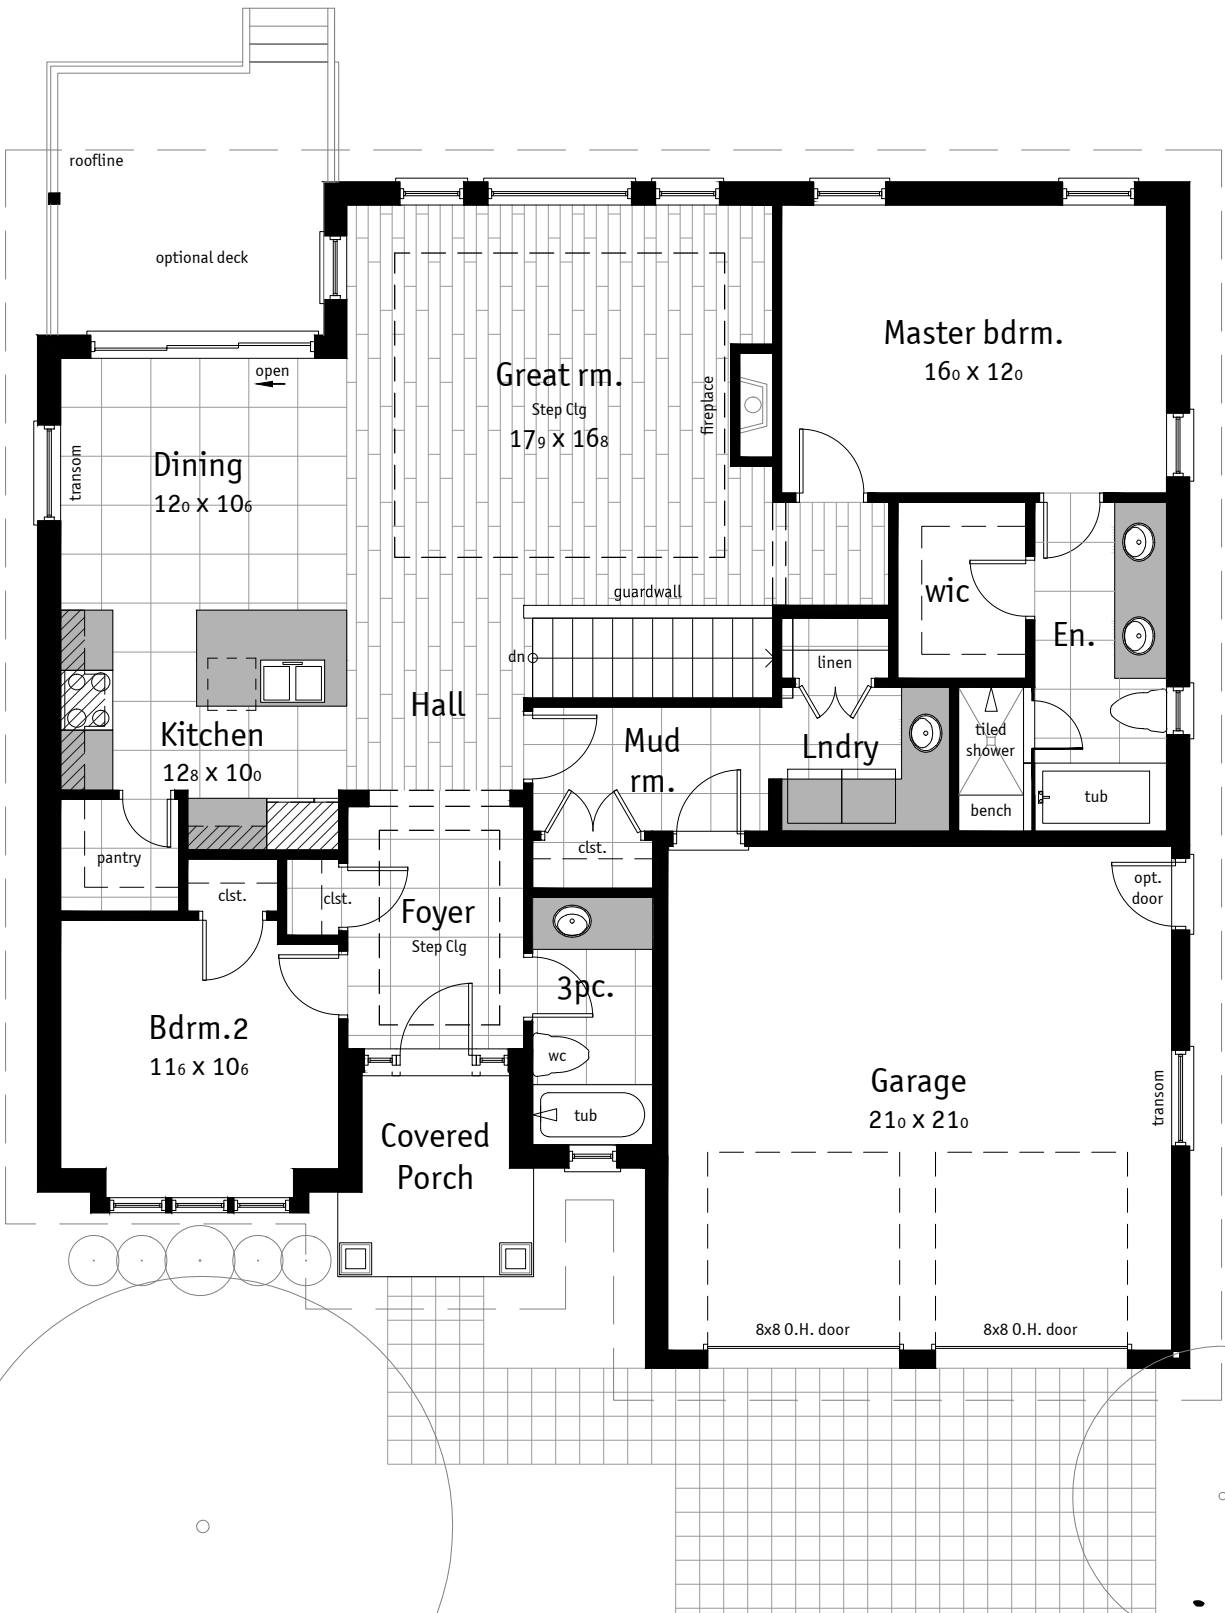 roofline
optional deck
open
Great rm.
Step Clg
179 x 168
fireplace
Master bdrm.
160 x 120
transom
Dining
120 x 106
guardwall
wic
En.
dn
linen
Hall
Kitchen
128 x 100
Mud
rm.
Lndry
tiled
shower
bench
tub
pantry
clst.
clst.
clst.
Foyer
Step Clg
opt.
door
3pc.
Bdrm.2
116 x 106
wc
tub
Covered
Porch
Garage
210 x 210
transom
8x8 O.H. door
8x8 O.H. door